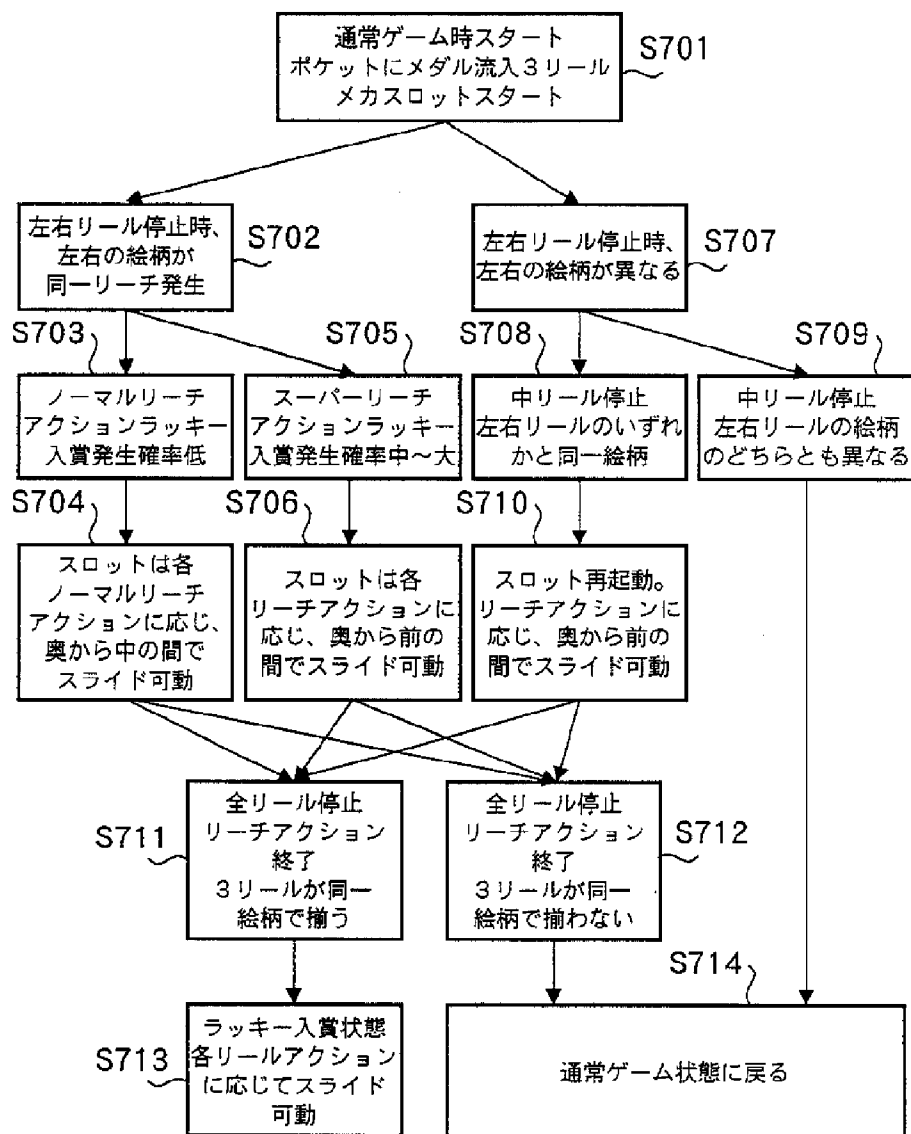 通常ゲーム時スタート
ポケットにメダル流入３リール
メカスロットスタート
S701
左右リール停止時、
左右の絵柄が
同一リーチ発生
S702
左右リール停止時、
左右の絵柄が異なる
S707
S703
ノーマルリーチ
アクションラッキー
入賞発生確率低
S705
スーパーリーチ
アクションラッキー
入賞発生確率中～大
S708
中リール停止
左右リールのいずれ
かと同一絵柄
S709
中リール停止
左右リールの絵柄
のどちらとも異なる
S704
スロットは各
ノーマルリーチ
アクションに応じ、
奥から中の間で
スライド可動
S706
スロットは各
リーチアクションに
応じ、奥から前の
間でスライド可動
S710
スロット再起動。
リーチアクションに
応じ、奥から前の
間でスライド可動
S711
全リール停止
リーチアクション
終了
３リールが同一
絵柄で揃う
全リール停止
リーチアクション
終了
３リールが同一
絵柄で揃わない
S712
S713
ラッキー入賞状態
各リールアクション
に応じてスライド
可動
S714
通常ゲーム状態に戻る